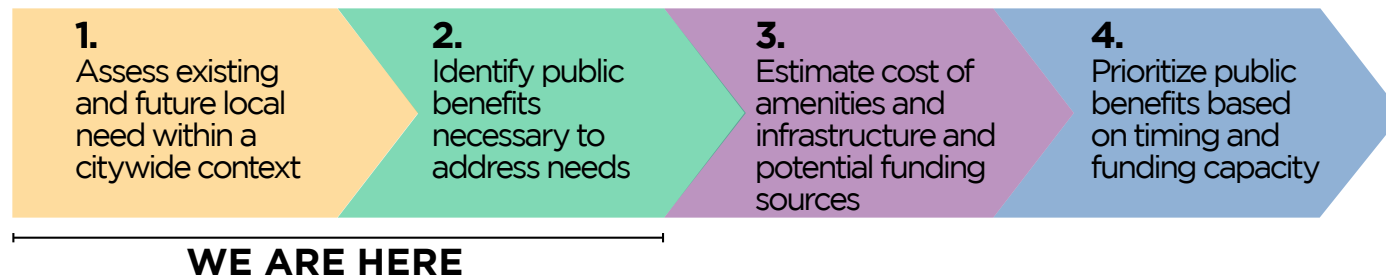 1.
Assess existing
and future local
need within a
citywide context
2.
Identify public
benefits
necessary to
address needs
3.
Estimate cost of
amenities and
infrastructure and
potential funding
sources
4.
Prioritize public
benefits based
on timing and
funding capacity
WE ARE HERE